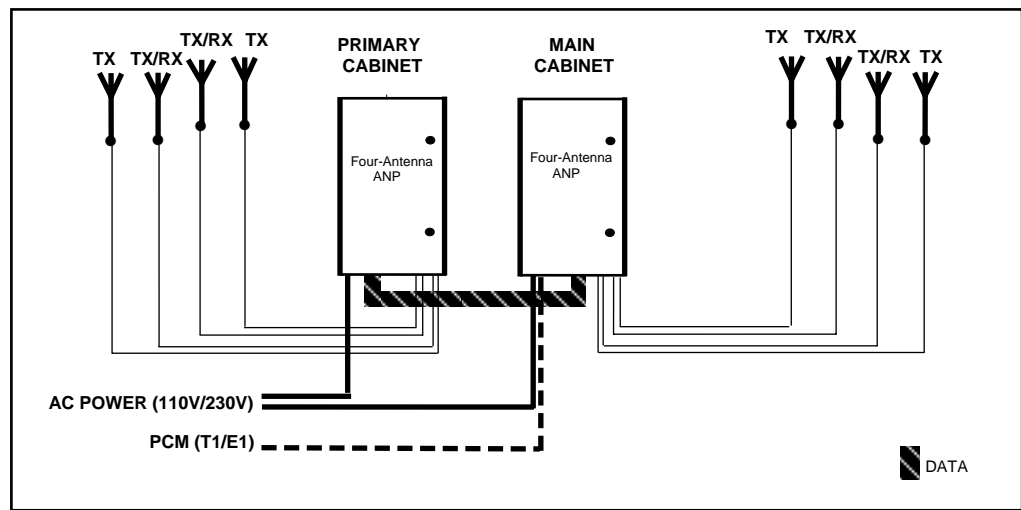 TX TX/RX TX/RX TX
PRIMARY
CABINET
MAIN
CABINET
TX TX/RX TX/RX TX
Four-Antenna
ANP
Four-Antenna
ANP
AC POWER (110V/230V)
PCM (T1/E1)
DATA